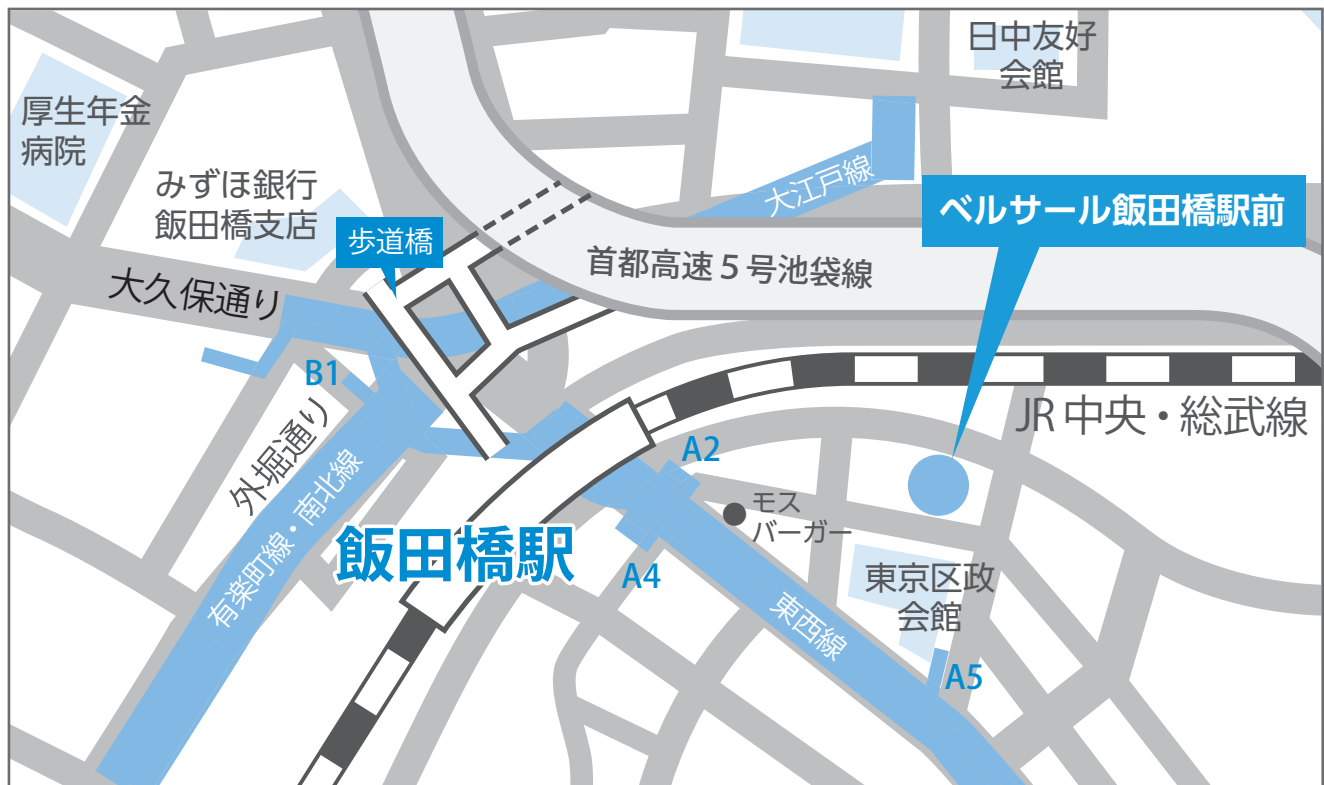 日中友好
会館
厚生年金
病院
みずほ銀行
飯田橋支店
大江戸線
ベルサール飯田橋駅前
歩道橋
首都高速5号池袋線
大久保通り
B1
JR中央・総武線
外堀通り
A2
有楽町線・南北線
モス
バーガー
飯田橋駅
A4
東京区政
会館
東西線
A5